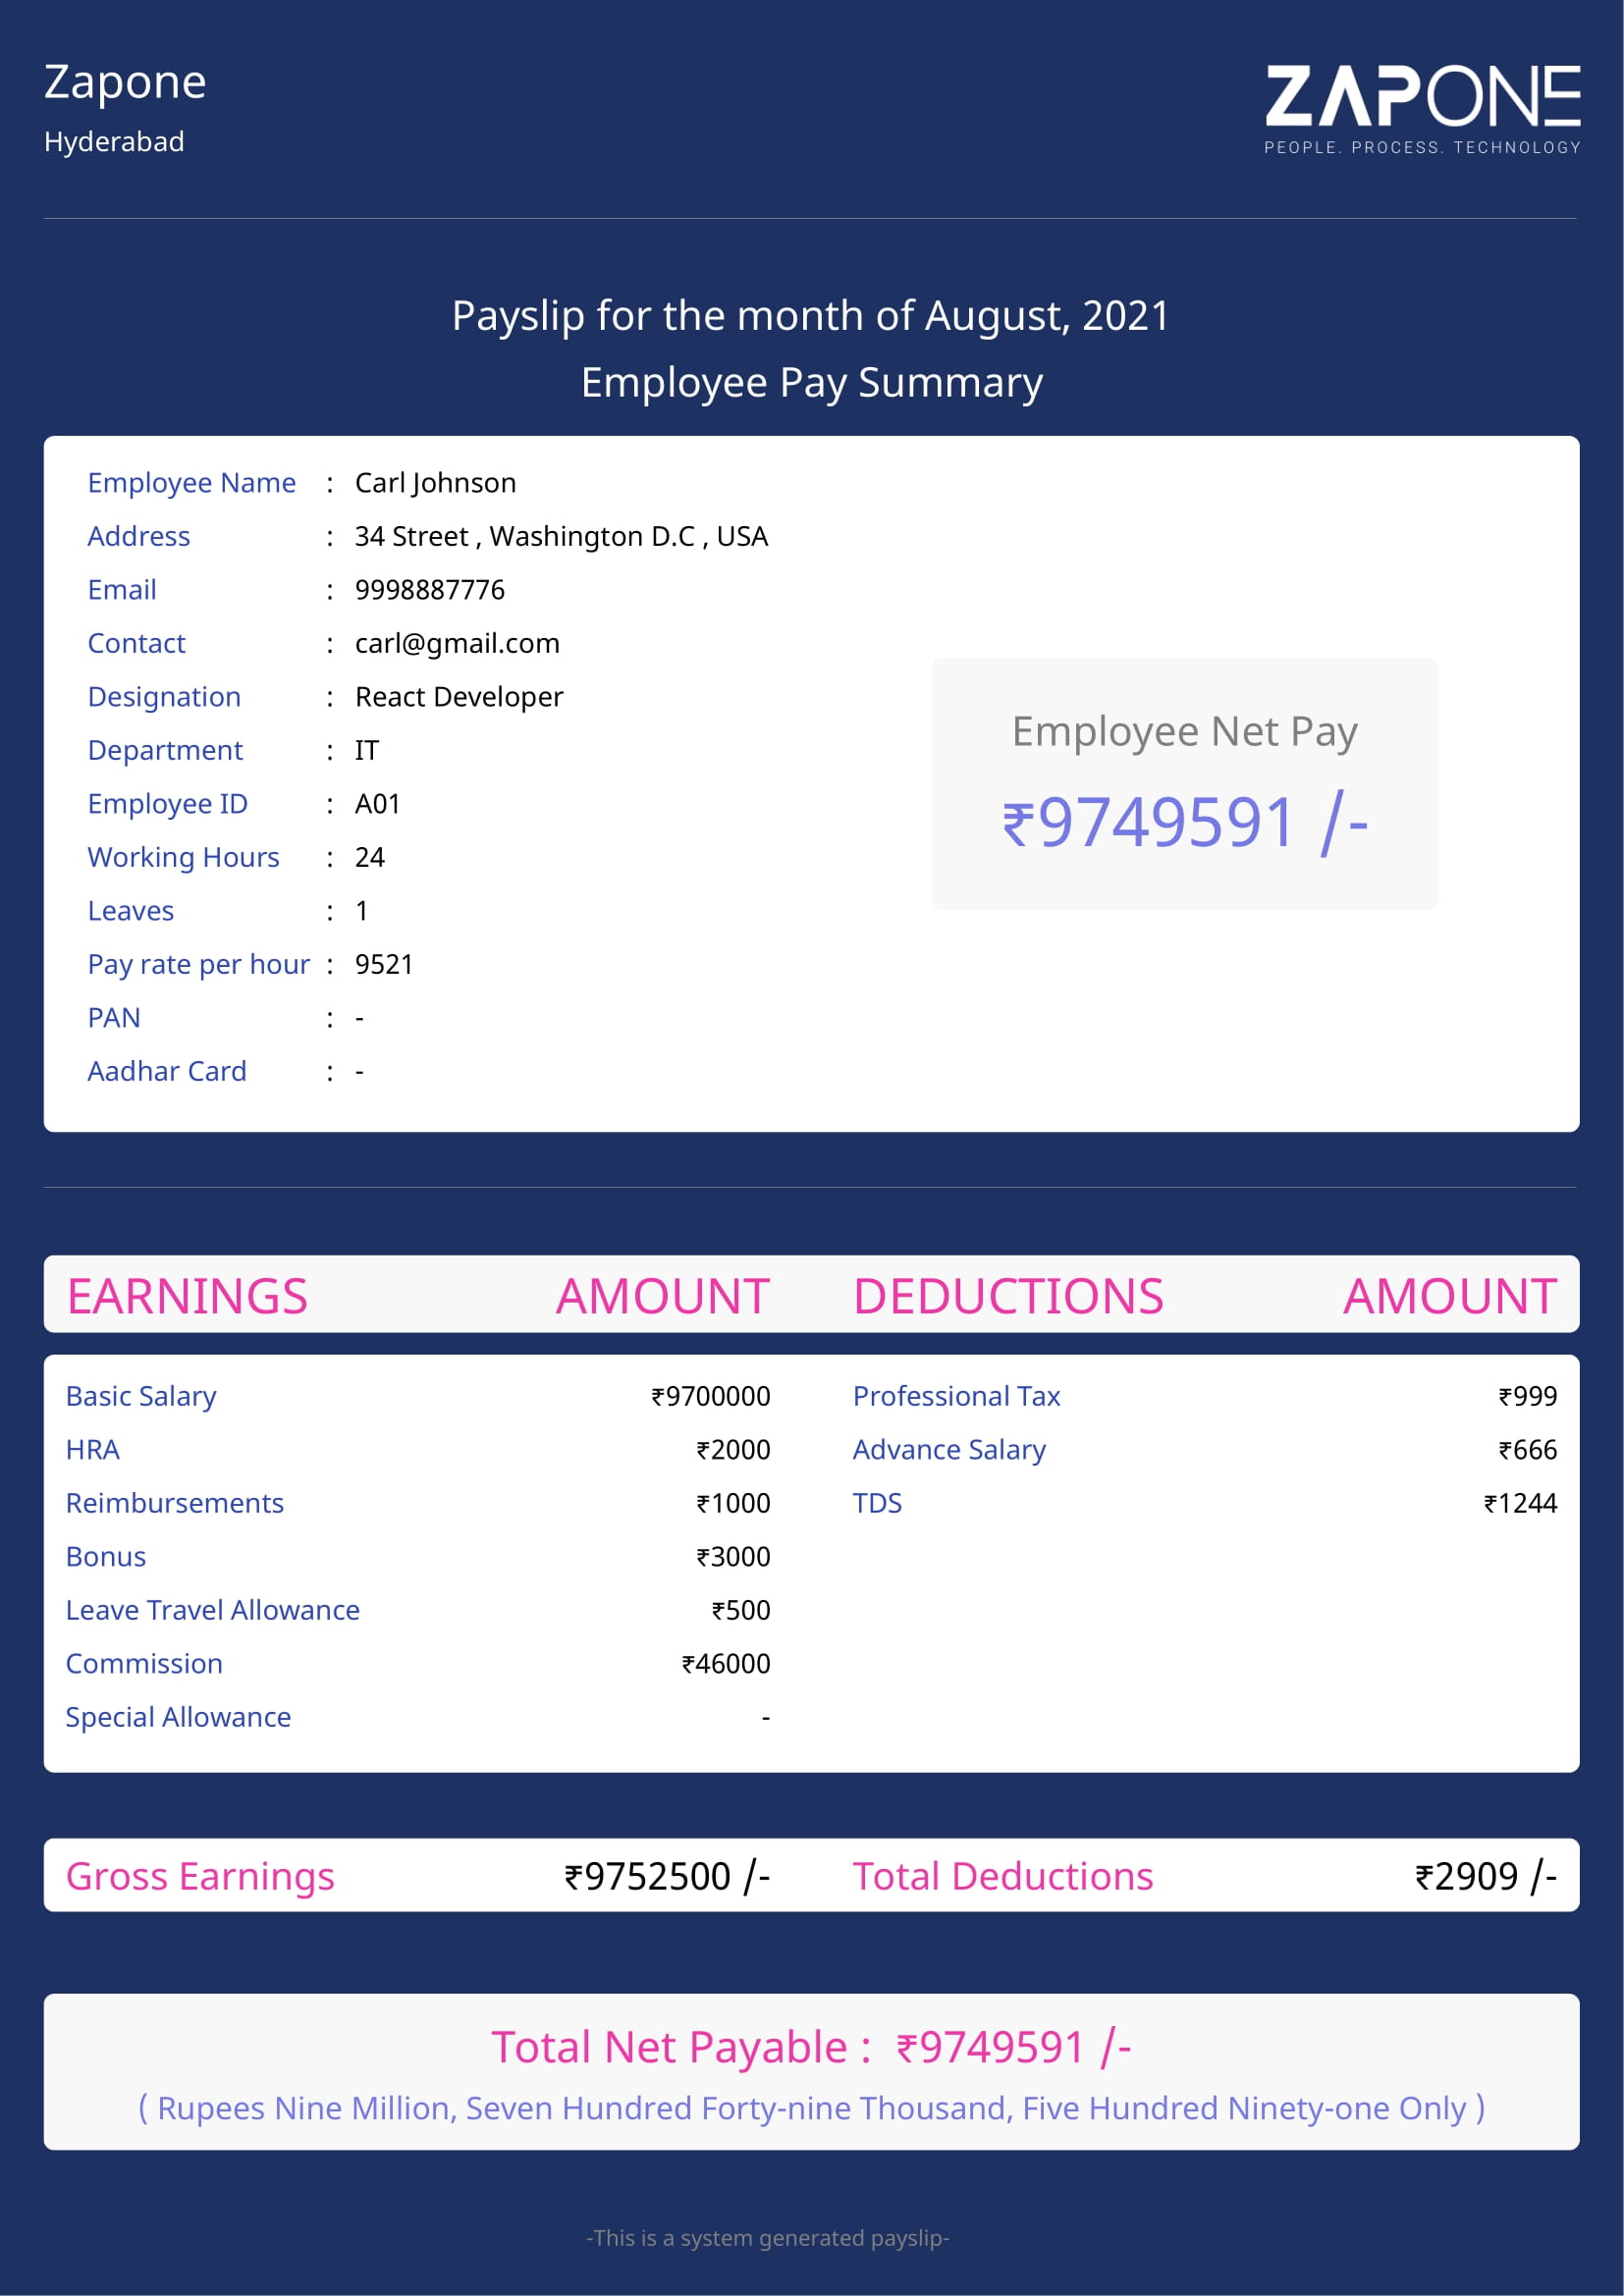 Zapone
Hyderabad
ZAPONE
PEOPLE. PROCESS. TECHNOLOGY
Payslip for the month of August, 2021
Employee Pay Summary
Employee Name : Carl Johnson
Address : 34 Street , Washington D.C , USA
Email : 9998887776
Contact : carl@gmail.com
Designation : React Developer
Department : IT
Employee ID : A01
Working Hours : 24
Leaves : 1
Pay rate per hour : 9521
PAN : -
Aadhar Card : -
Employee Net Pay
₹9749591 /-
EARNINGS AMOUNT DEDUCTIONS AMOUNT
Basic Salary ₹9700000 Professional Tax ₹999
HRA ₹2000 Advance Salary ₹666
Reimbursements ₹1000 TDS ₹1244
Bonus ₹3000
Leave Travel Allowance ₹500
Commission ₹46000
Special Allowance -
Gross Earnings ₹9752500 /- Total Deductions ₹2909 /-
Total Net Payable : ₹9749591 /-
( Rupees Nine Million, Seven Hundred Forty-nine Thousand, Five Hundred Ninety-one Only )
-This is a system generated payslip-